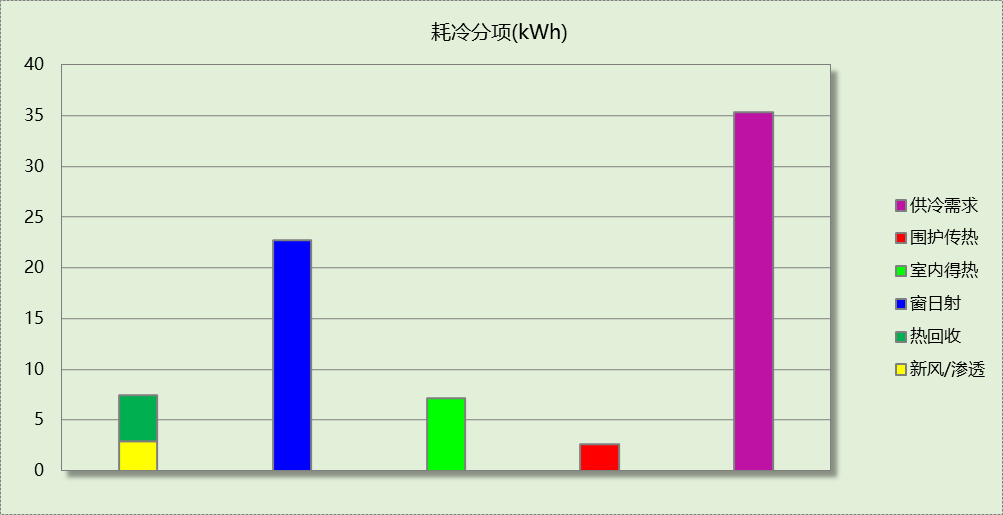 耗冷分项(kWh)
40
35
30
25
20
15
10
5
0
供冷需求
围护传热
室内得热
窗日射
热回收
新风/渗透